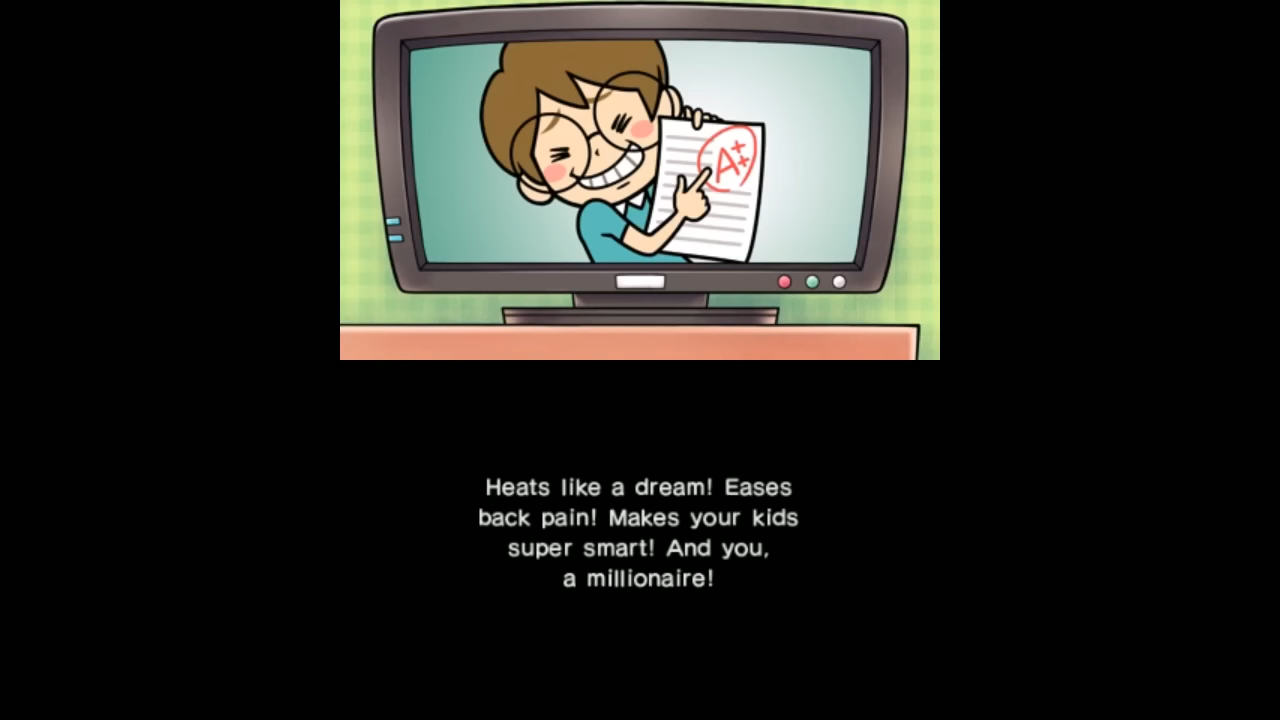 A++
Heats like a dream! Eases
back pain! Makes your kids
super smart! And you,
a millionaire!